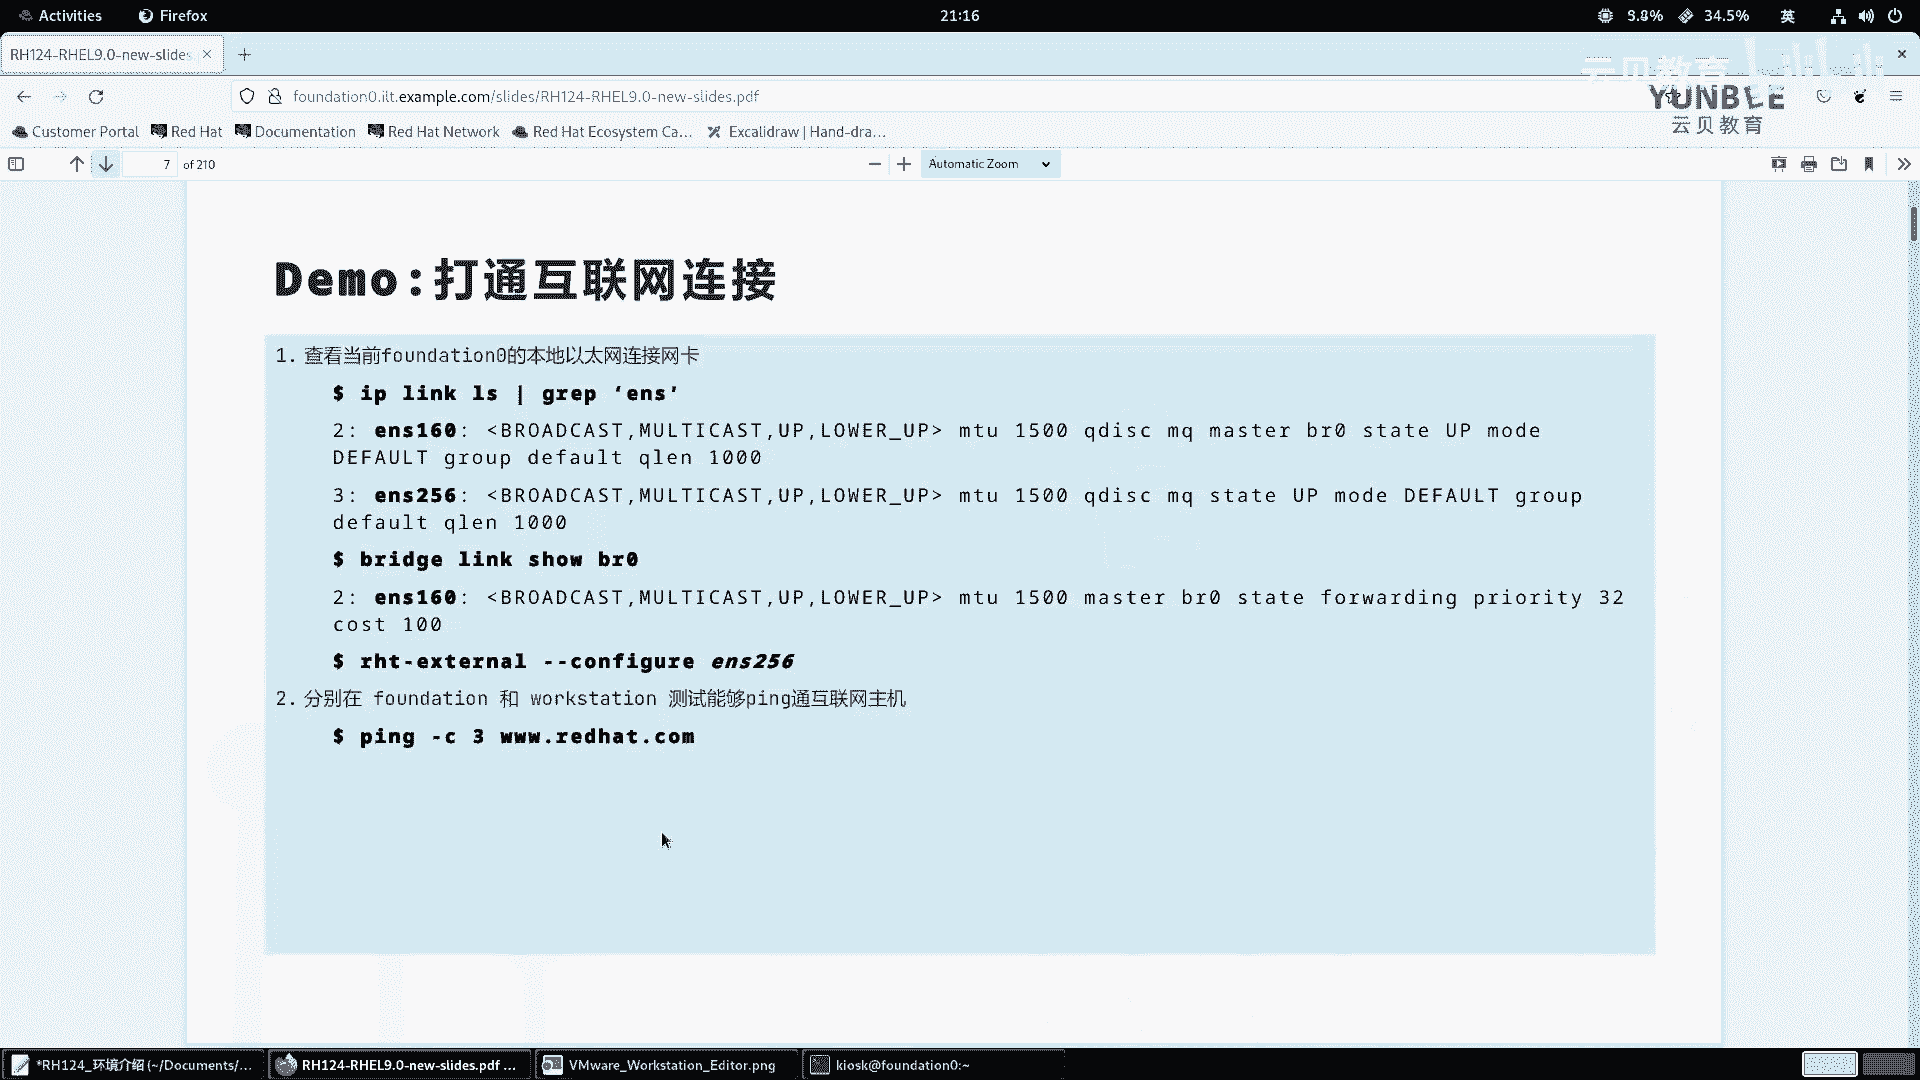 Activities Firefox 21:16 3.8% 34.5% 英
RH124-RHEL9.0-new-slides
foundation0.ilt.example.com/slides/RH124-RHEL9.0-new-slides.pdf
云贝教育 bilibili
YUNBEE
云贝教育
Customer Portal Red Hat Documentation Red Hat Network Red Hat Ecosystem Ca… Excalidraw | Hand-dra…
7 of 210 Automatic Zoom
Demo:打通互联网连接
1. 查看当前foundation0的本地以太网连接网卡
$ ip link ls | grep ‘ens’
2: ens160: <BROADCAST,MULTICAST,UP,LOWER_UP> mtu 1500 qdisc mq master br0 state UP mode
DEFAULT group default qlen 1000
3: ens256: <BROADCAST,MULTICAST,UP,LOWER_UP> mtu 1500 qdisc mq state UP mode DEFAULT group
default qlen 1000
$ bridge link show br0
2: ens160: <BROADCAST,MULTICAST,UP,LOWER_UP> mtu 1500 master br0 state forwarding priority 32
cost 100
$ rht-external --configure ens256
2. 分别在 foundation 和 workstation 测试能够ping通互联网主机
$ ping -c 3 www.redhat.com
*RH124_环境介绍 (~/Documents/… RH124-RHEL9.0-new-slides.pdf … VMware_Workstation_Editor.png kiosk@foundation0:~